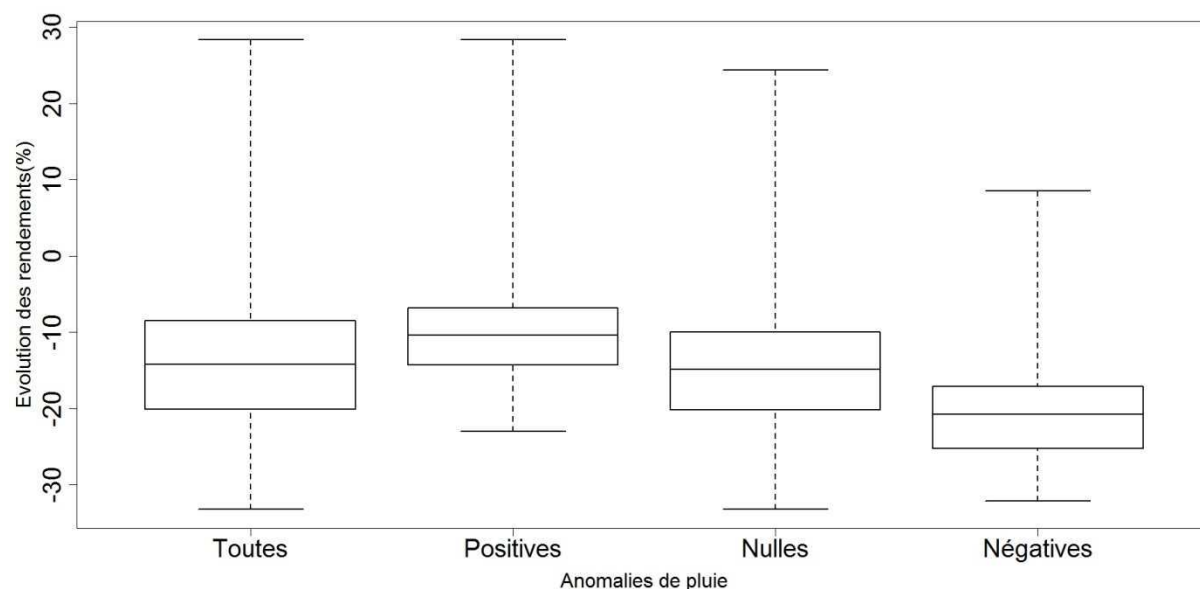 Evolution des rendements(%)
30
20
10
0
-10
-20
-30
Toutes
Positives
Nulles
Négatives
Anomalies de pluie